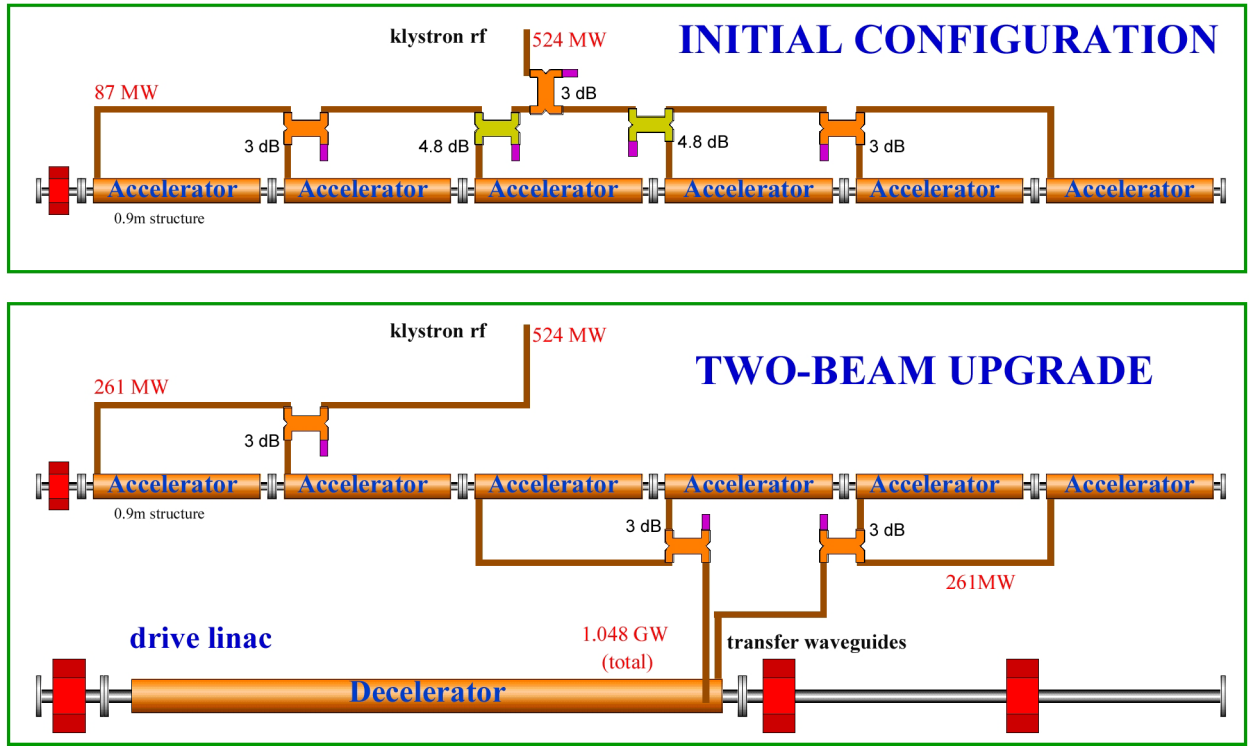 INITIAL CONFIGURATION
klystron rf
524 MW
87 MW
3 dB
3 dB
4.8 dB
4.8 dB
3 dB
Accelerator
Accelerator
Accelerator
Accelerator
Accelerator
Accelerator
0.9m structure
klystron rf
524 MW
TWO-BEAM UPGRADE
261 MW
3 dB
Accelerator
Accelerator
Accelerator
Accelerator
Accelerator
Accelerator
0.9m structure
3 dB
3 dB
261MW
drive linac
1.048 GW
(total)
transfer waveguides
Decelerator